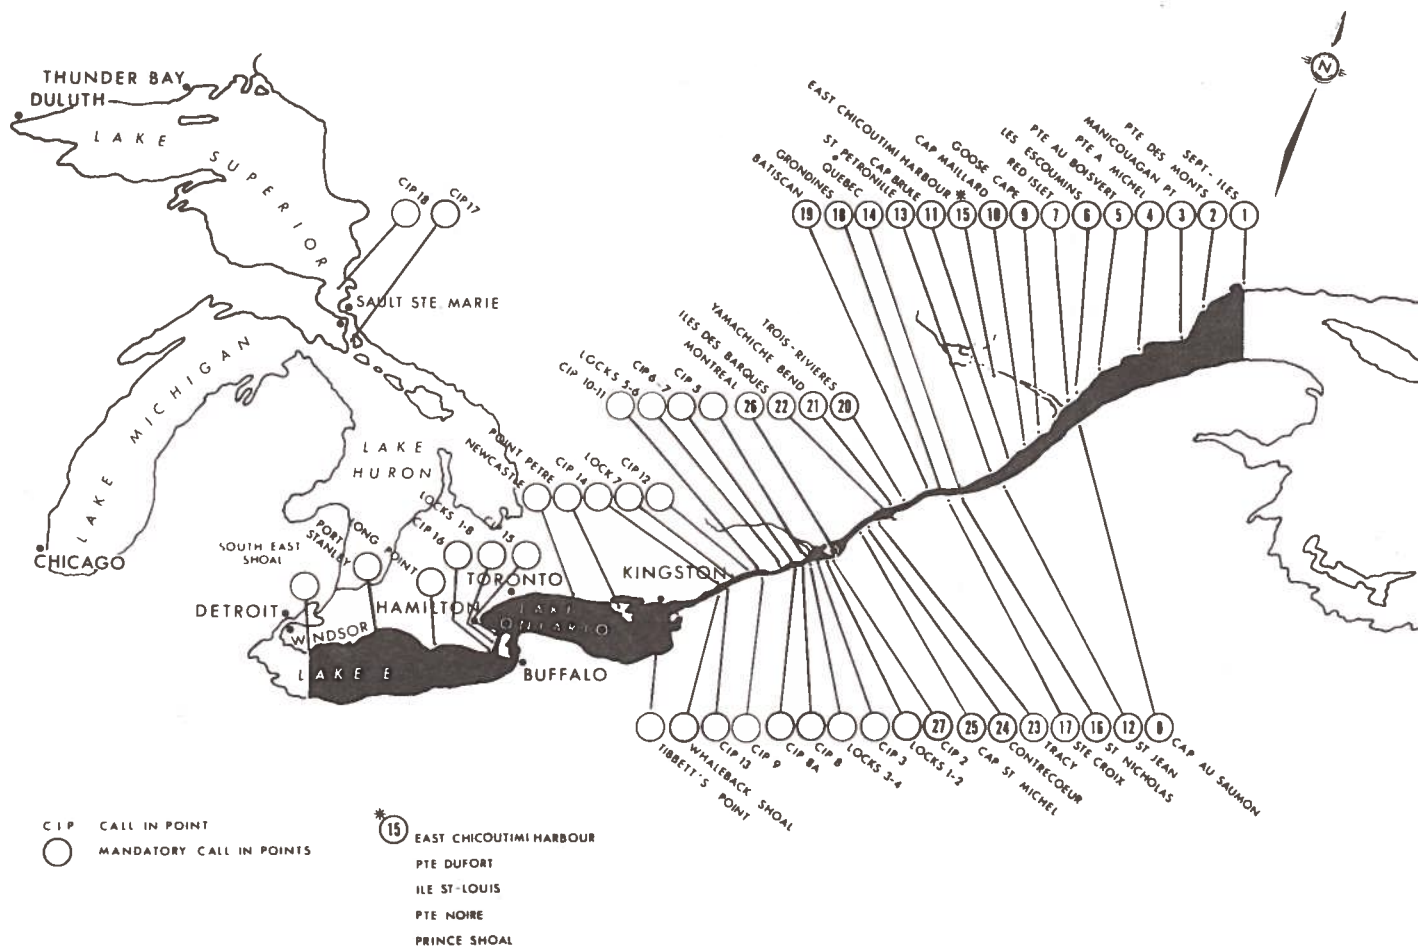 THUNDER BAY
DULUTH
LAKE SUPERIOR
CIP 18
CIP 17
SAULT STE. MARIE
LAKE MICHIGAN
CHICAGO
LAKE
HURON
N
BATISCAN
GRONDINES
QUEBEC
ST PETRONILLE
CAP BRULE
EAST CHICOUTIMI HARBOUR
*
CAP MAILLARD
GOOSE CAPE
RED ISLET
LES ESCOUMINS
PTE AU BOISVERT
PTE A MICHEL
MANICOUAGAN PT
PTE DES MONTS
SEPT-ILES
19 18 14 13 11 15 10 9 7 6 5 4 3 2 1
CIP 10-11
LOCKS 5-6
CIP 6-7
CIP 5
MONTREAL
ILES DES BARQUES
YAMACHICHE BEND
TROIS-RIVIERES
26 22 21 20
NEWCASTLE
POINT PETRE
CIP 14
LOCK 7
CIP 12
SOUTH EAST
SHOAL
PORT
STANLEY
LONG POINT
CIP 16
LOCKS 1-8
CIP 15
TORONTO
KINGSTON
DETROIT
WINDSOR
HAMILTON
LAKE
ONTARIO
LAKE E
BUFFALO
27 25 24 23 17 16 12 8
TIBBETT'S
POINT
WHALEBACK SHOAL
CIP 13
CIP 9
CIP 8A
CIP 8
LOCKS 3-4
CIP 3
LOCKS 1-2
CIP 2
CAP ST MICHEL
CONTRECOEUR
TRACY
STE CROIX
ST NICHOLAS
ST JEAN
CAP AU SAUMON
CIP CALL IN POINT
MANDATORY CALL IN POINTS
* 15 EAST CHICOUTIMI HARBOUR
PTE DUFORT
ILE ST-LOUIS
PTE NOIRE
PRINCE SHOAL